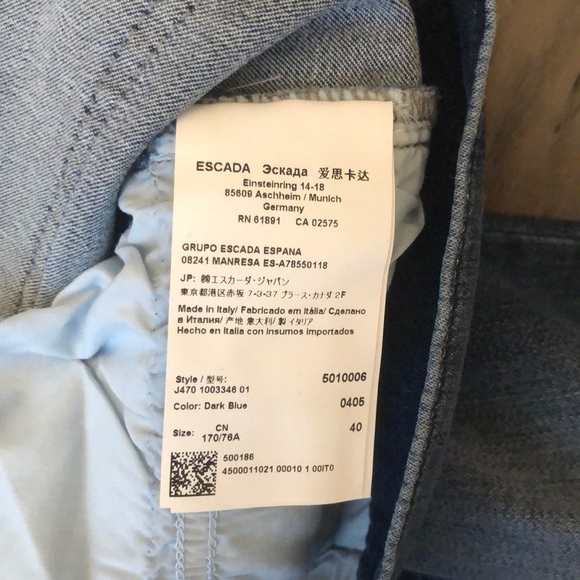 ESCADA Эскада 爱思卡达
Einsteinring 14-18
85609 Aschheim / Munich
Germany
RN 61891 CA 02575
GRUPO ESCADA ESPANA
08241 MANRESA ES-A78550118
JP: ㈱エスカーダ・ジャパン
東京都港区赤坂 7-3-37 プラース・カナダ 2F
Made in Italy/ Fabricado em Itália/ Сделано
в Италии/ 产地 意大利/ 製 イタリア
Hecho en Italia con insumos importados
Style / 型号: 5010006
J470 1003346 01
Color: Dark Blue 0405
Size: CN 40
170/76A
500186
4500011021 00010 1 00IT0